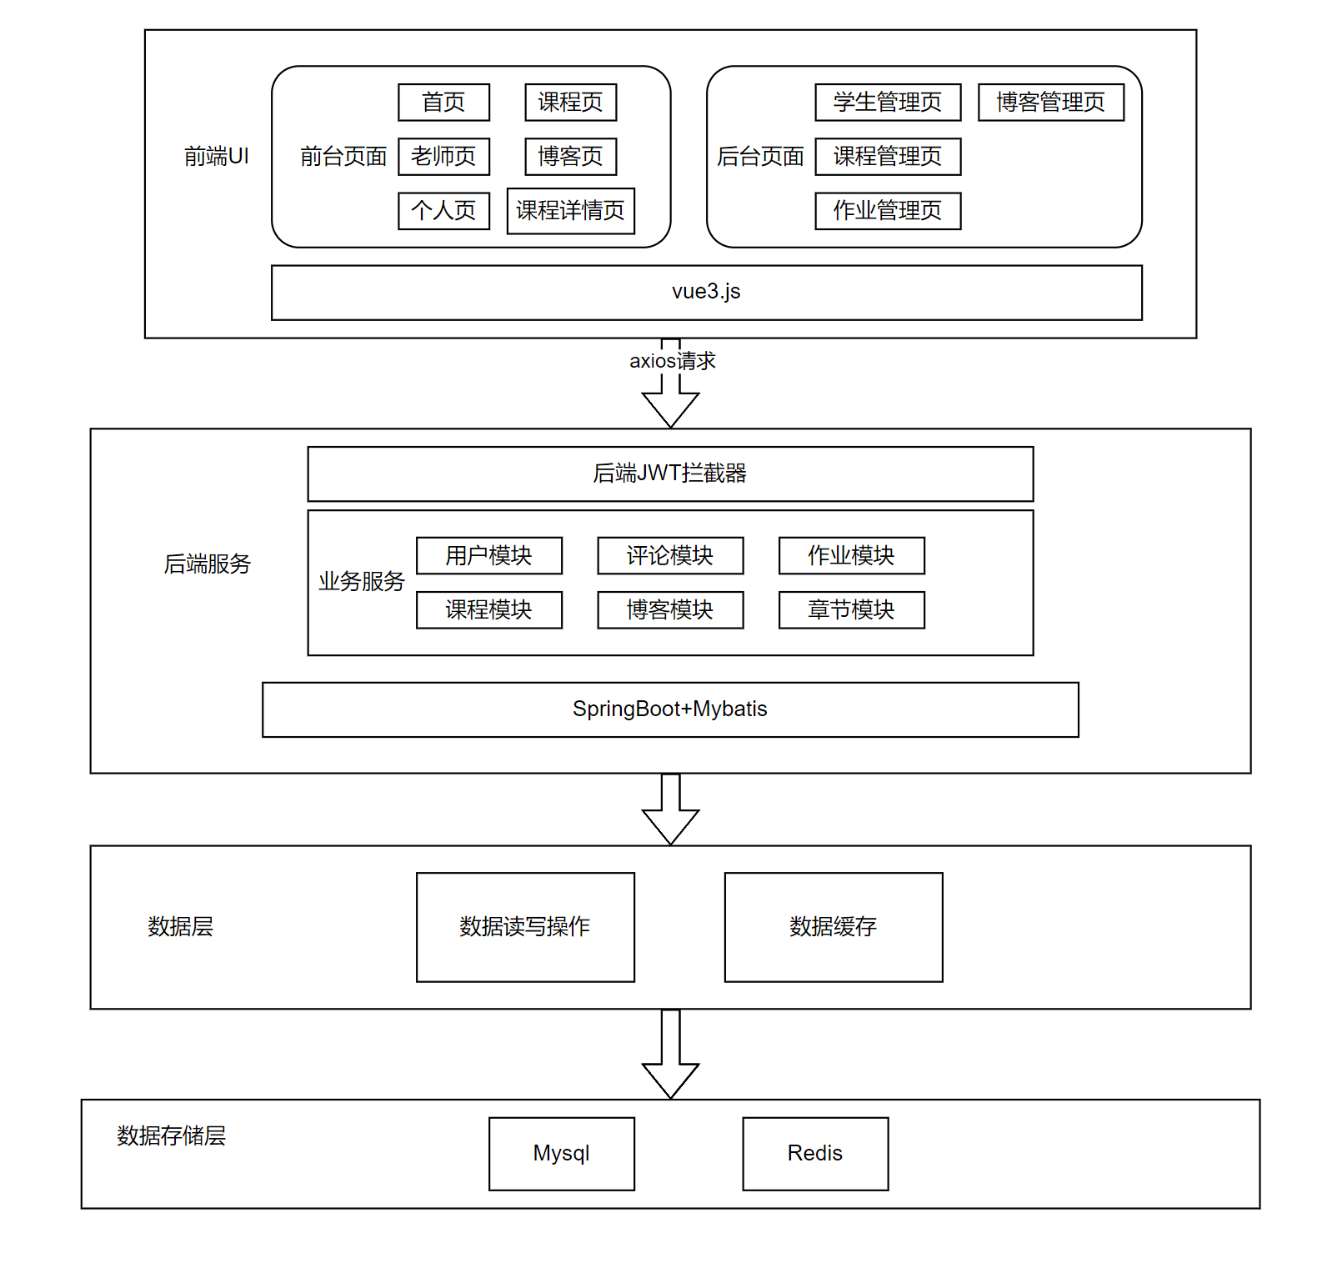 前端UI
前台页面
首页
课程页
老师页
博客页
个人页
课程详情页
后台页面
学生管理页
博客管理页
课程管理页
作业管理页
vue3.js
axios请求
后端服务
后端JWT拦截器
业务服务
用户模块
评论模块
作业模块
课程模块
博客模块
章节模块
SpringBoot+Mybatis
数据层
数据读写操作
数据缓存
数据存储层
Mysql
Redis